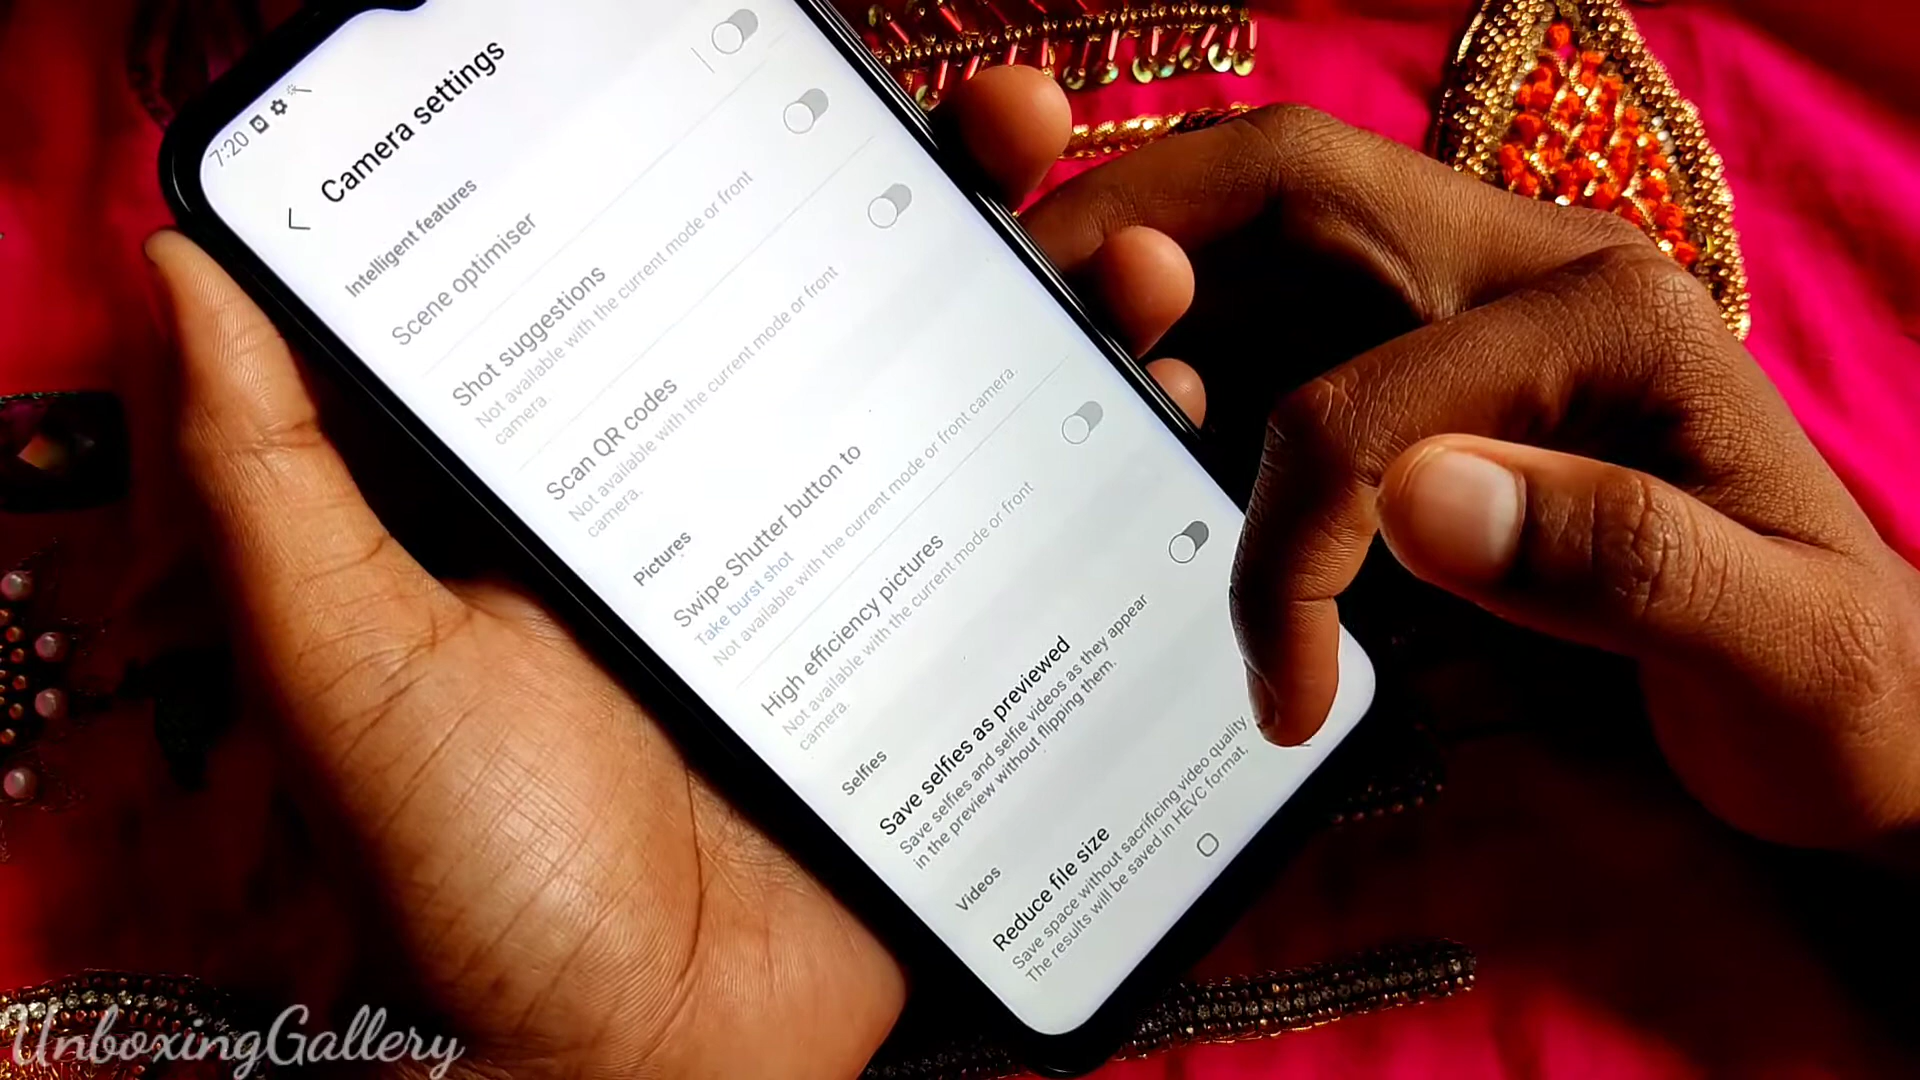 7:20
Camera settings
Intelligent features
Scene optimiser
Shot suggestions
Not available with the current mode or front
camera.
Scan QR codes
Not available with the current mode or front
camera.
Pictures
Swipe Shutter button to
Take burst shot
Not available with the current mode or front camera.
High efficiency pictures
Not available with the current mode or front
camera.
Selfies
Save selfies as previewed
Save selfies and selfie videos as they appear
in the preview without flipping them.
Videos
Reduce file size
Save space without sacrificing video quality.
The results will be saved in HEVC format.
UnboxingGallery